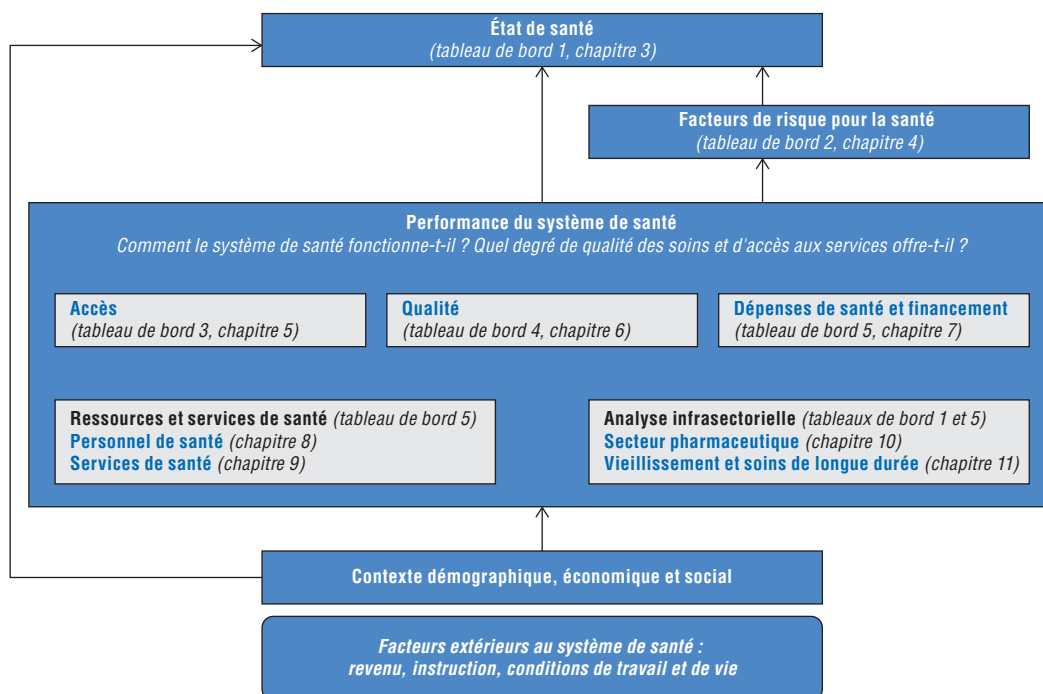 État de santé
(tableau de bord 1, chapitre 3)
Facteurs de risque pour la santé
(tableau de bord 2, chapitre 4)
Performance du système de santé
Comment le système de santé fonctionne-t-il ? Quel degré de qualité des soins et d'accès aux services offre-t-il ?
Accès
(tableau de bord 3, chapitre 5)
Qualité
(tableau de bord 4, chapitre 6)
Dépenses de santé et financement
(tableau de bord 5, chapitre 7)
Ressources et services de santé (tableau de bord 5)
Personnel de santé (chapitre 8)
Services de santé (chapitre 9)
Analyse infrasectorielle (tableaux de bord 1 et 5)
Secteur pharmaceutique (chapitre 10)
Vieillissement et soins de longue durée (chapitre 11)
Contexte démographique, économique et social
Facteurs extérieurs au système de santé :
revenu, instruction, conditions de travail et de vie